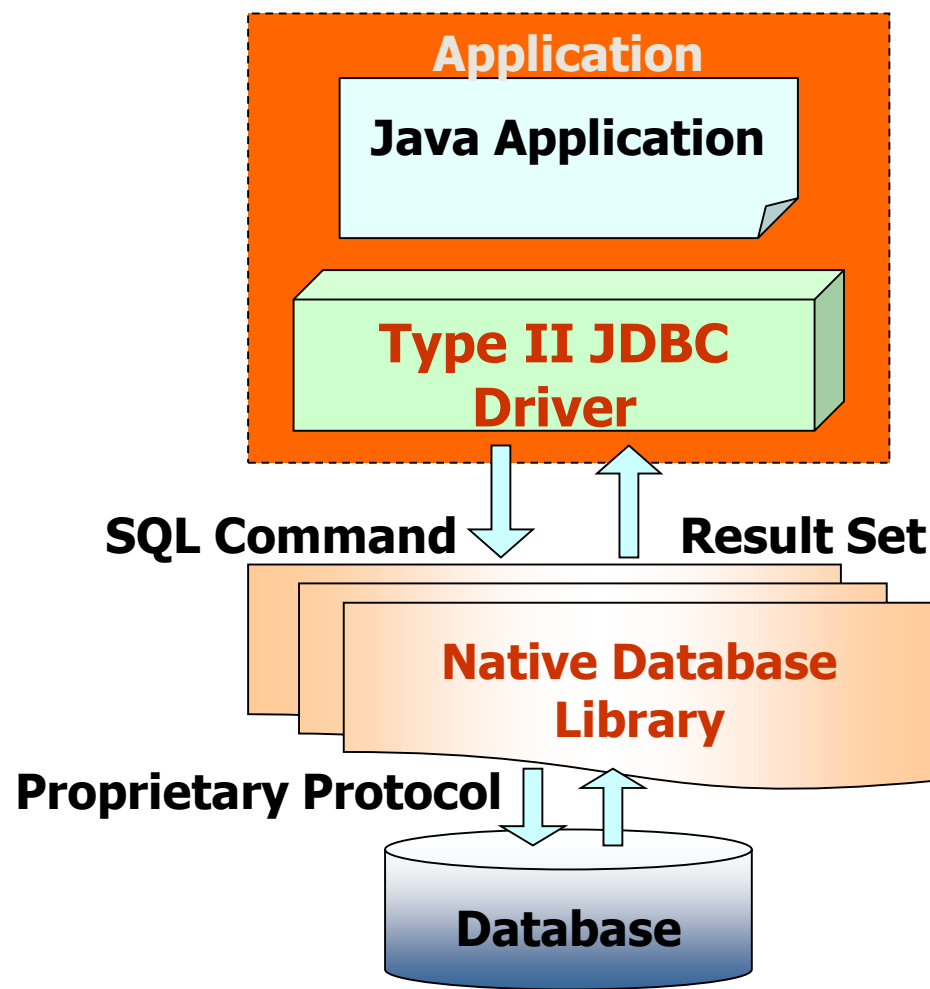 Application
Java Application
Type II JDBC
Driver
SQL Command
Result Set
Native Database
Library
Proprietary Protocol
Database